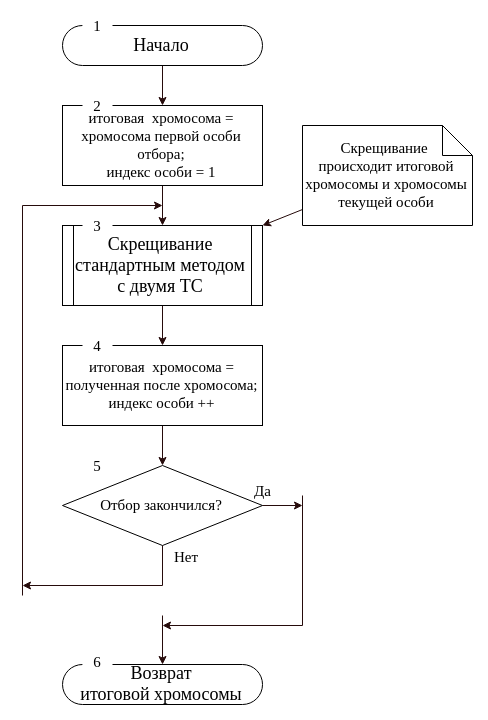 1
Начало
2
итоговая хромосома =
хромосома первой особи
отбора;
индекс особи = 1
Скрещивание
происходит итоговой
хромосомы и хромосомы
текущей особи
3
Скрещивание
стандартным методом
с двумя ТС
4
итоговая хромосома =
полученная после хромосома;
индекс особи ++
5
Отбор закончился?
Да
Нет
6
Возврат
итоговой хромосомы